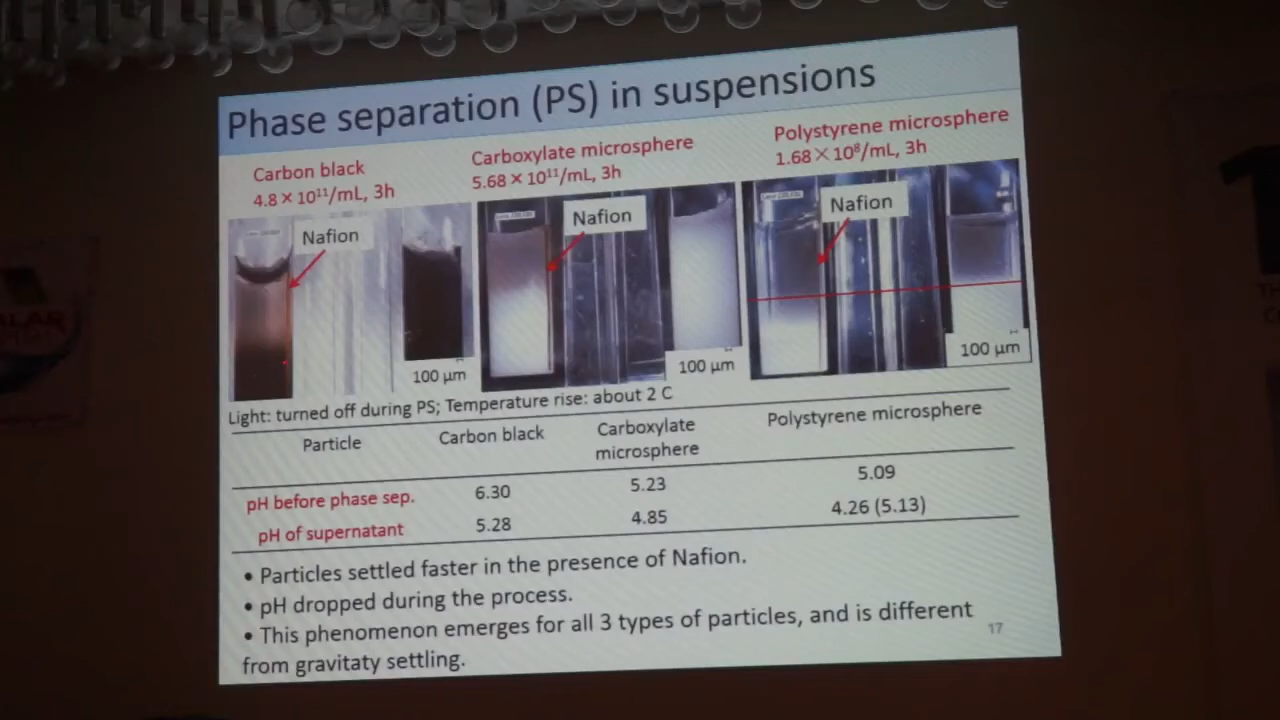 Phase separation (PS) in suspensions
Carbon black
4.8 × 10¹¹/mL, 3h
Carboxylate microsphere
5.68 × 10¹¹/mL, 3h
Polystyrene microsphere
1.68 × 10⁸/mL, 3h
Nafion
Nafion
Nafion
100 µm
100 µm
100 µm
Light: turned off during PS; Temperature rise: about 2 C
Particle
Carbon black
Carboxylate
microsphere
Polystyrene microsphere
pH before phase sep.
6.30
5.23
5.09
pH of supernatant
5.28
4.85
4.26 (5.13)
• Particles settled faster in the presence of Nafion.
• pH dropped during the process.
• This phenomenon emerges for all 3 types of particles, and is different
from gravitaty settling.
17